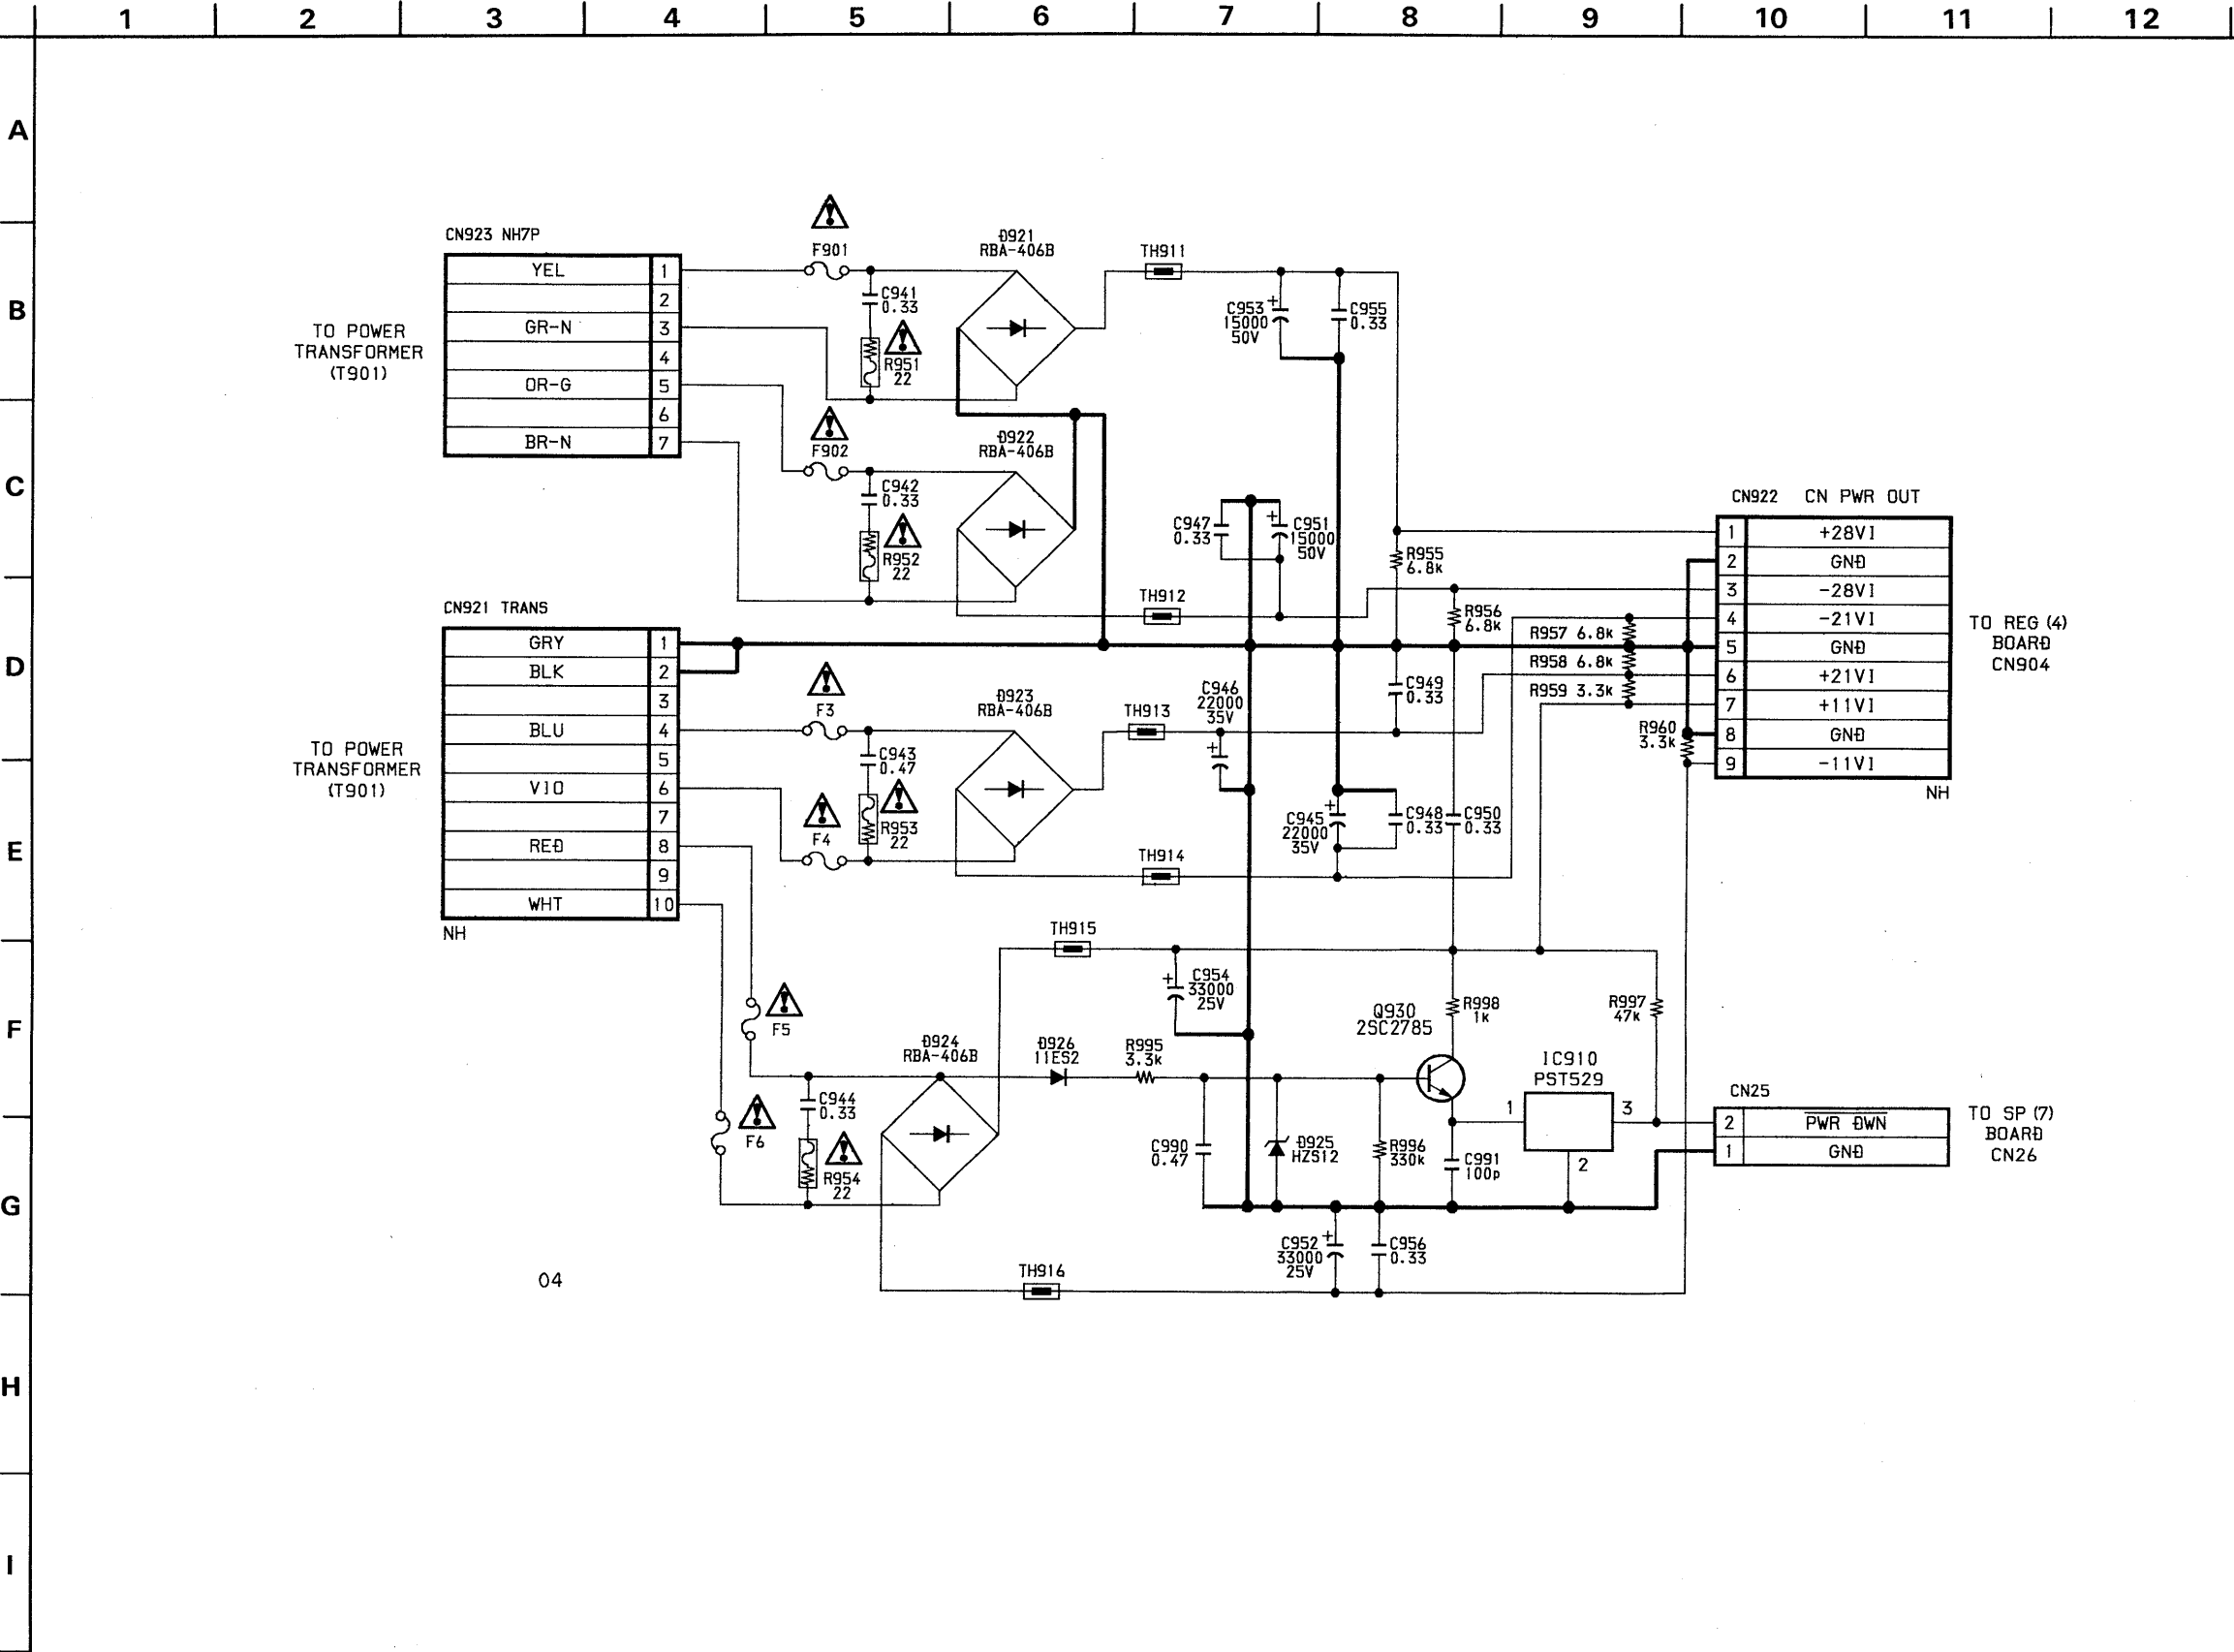 1 2 3 4 5 6 7 8 9 10 11 12
A
B
C
D
E
F
G
H
I
CN923 NH7P
YEL 1
2
GR-N 3
4
OR-G 5
6
BR-N 7
TO POWER
TRANSFORMER
(T901)
F901
C941
0.33
R951
22
D921
RBA-406B
TH911
C953
15000
50V
+
C955
0.33
F902
C942
0.33
R952
22
D922
RBA-406B
C947
0.33
+
C951
15000
50V
TH912
R955
6.8k
R956
6.8k
R957 6.8k
R958 6.8k
R959 3.3k
R960
3.3k
CN922 CN PWR OUT
1 +28VI
2 GND
3 -28VI
4 -21VI
5 GND
6 +21VI
7 +11VI
8 GND
9 -11VI
NH
TO REG (4)
BOARD
CN904
CN921 TRANS
GRY 1
BLK 2
3
BLU 4
5
VIO 6
7
RED 8
9
WHT 10
NH
TO POWER
TRANSFORMER
(T901)
F3
C943
0.47
F4
R953
22
D923
RBA-406B
TH913
C946
22000
35V
+
C949
0.33
TH914
C945
22000
35V
+
C948
0.33
C950
0.33
TH915
+
C954
33000
25V
F5
F6
C944
0.33
R954
22
D924
RBA-406B
D926
11ES2
R995
3.3k
Q930
2SC2785
R998
1k
R997
47k
IC910
PST529
1
3
2
C990
0.47
D925
HZS12
R996
330k
C991
100p
CN25
2 PWR DWN
1 GND
TO SP (7)
BOARD
CN26
C952
33000
25V
+
C956
0.33
TH916
04